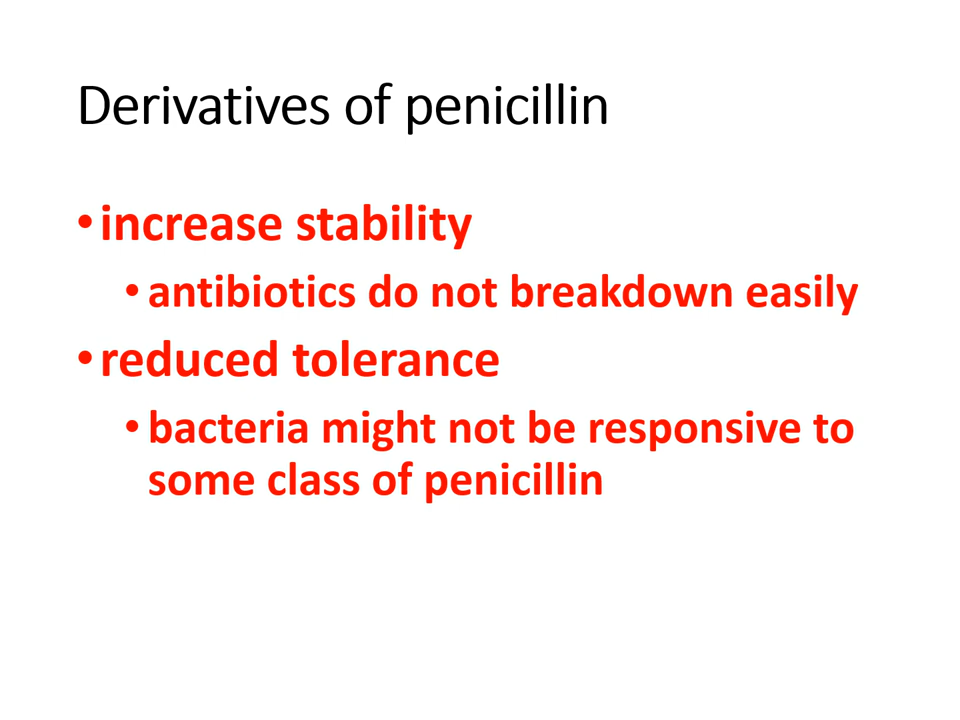 Derivatives of penicillin
• increase stability
• antibiotics do not breakdown easily
• reduced tolerance
• bacteria might not be responsive to
some class of penicillin